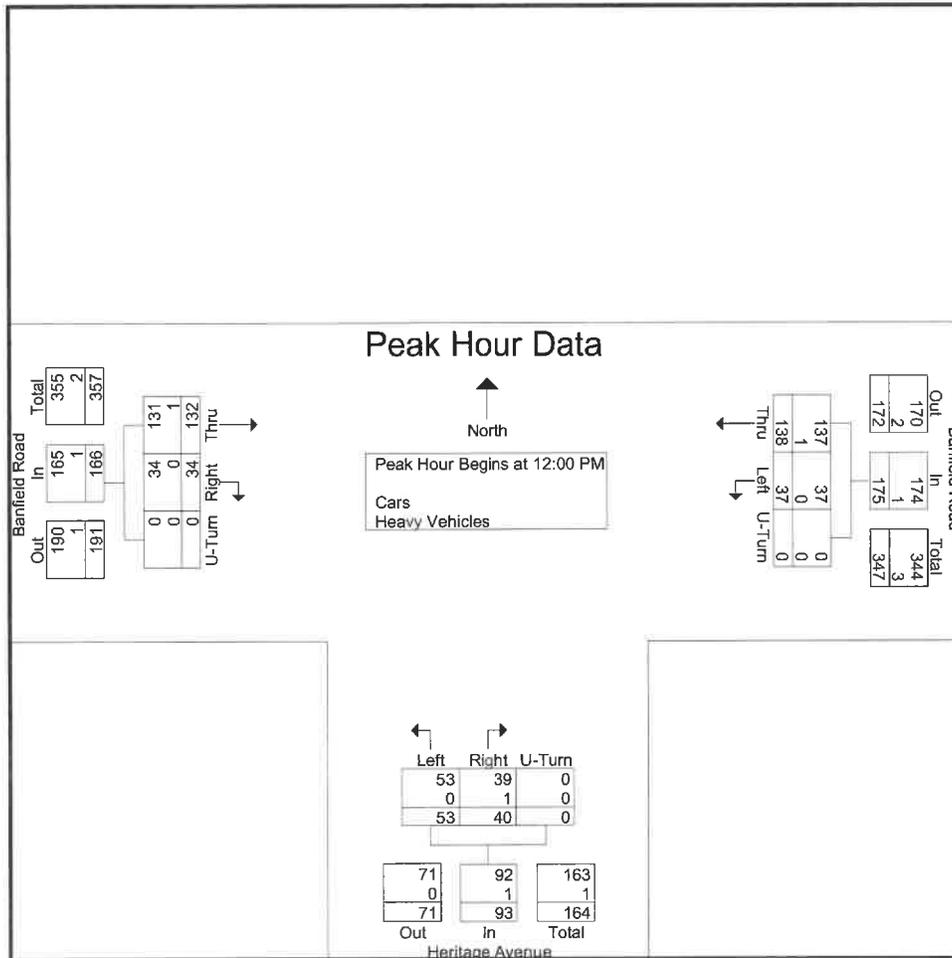 Peak Hour Data
North
Peak Hour Begins at 12:00 PM
Cars
Heavy Vehicles
Banfield Road
Total
355
2
357
In
165
1
166
Out
190
1
191
Thru
131
1
132
Right
34
0
34
U-Turn
0
0
0
Thru
137
1
138
Left
37
0
37
U-Turn
0
0
0
Out
170
2
172
In
174
1
175
Total
344
3
347
Banfield Road
Left Right U-Turn
53 39 0
0 1 0
53 40 0
71 92 163
0 1 1
71 93 164
Out In Total
Heritage Avenue